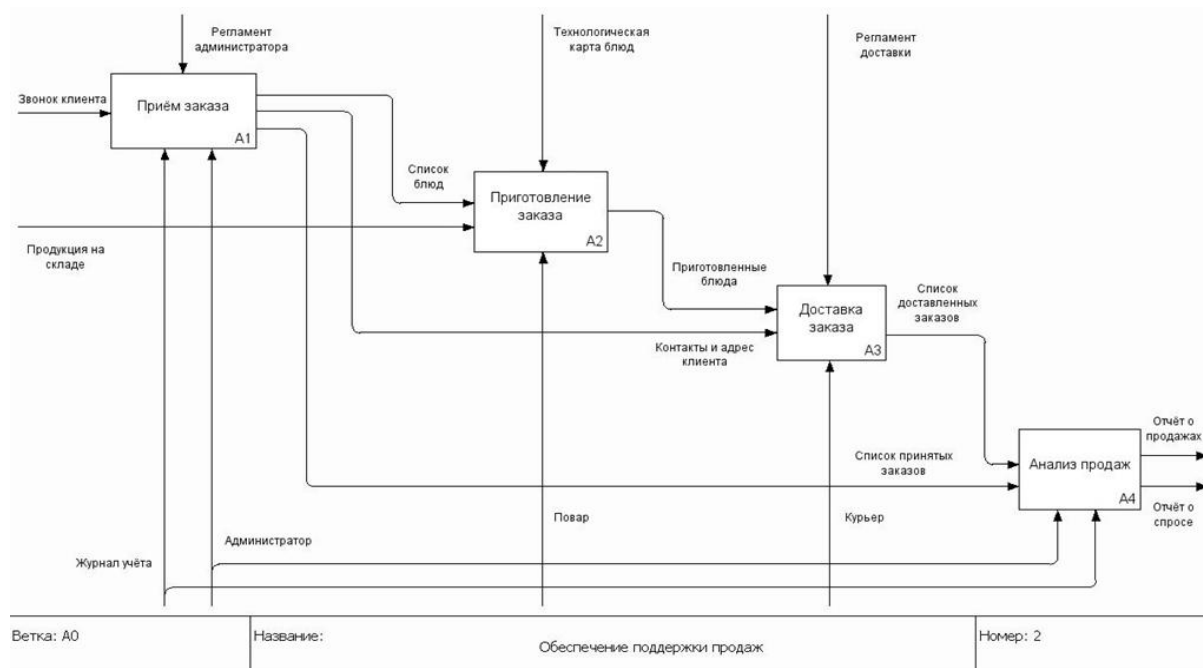 Регламент
администратора
Технологическая
карта блюд
Регламент
доставки
Звонок клиента
Приём заказа
A1
Список
блюд
Приготовление
заказа
A2
Продукция на
складе
Приготовленные
блюда
Список
доставленных
заказов
Доставка
заказа
A3
Контакты и адрес
клиента
Отчёт о
продажах
Список принятых
заказов
Анализ продаж
A4
Отчёт о
спросе
Повар
Курьер
Администратор
Журнал учёта
Ветка: A0
Название:
Обеспечение поддержки продаж
Номер: 2